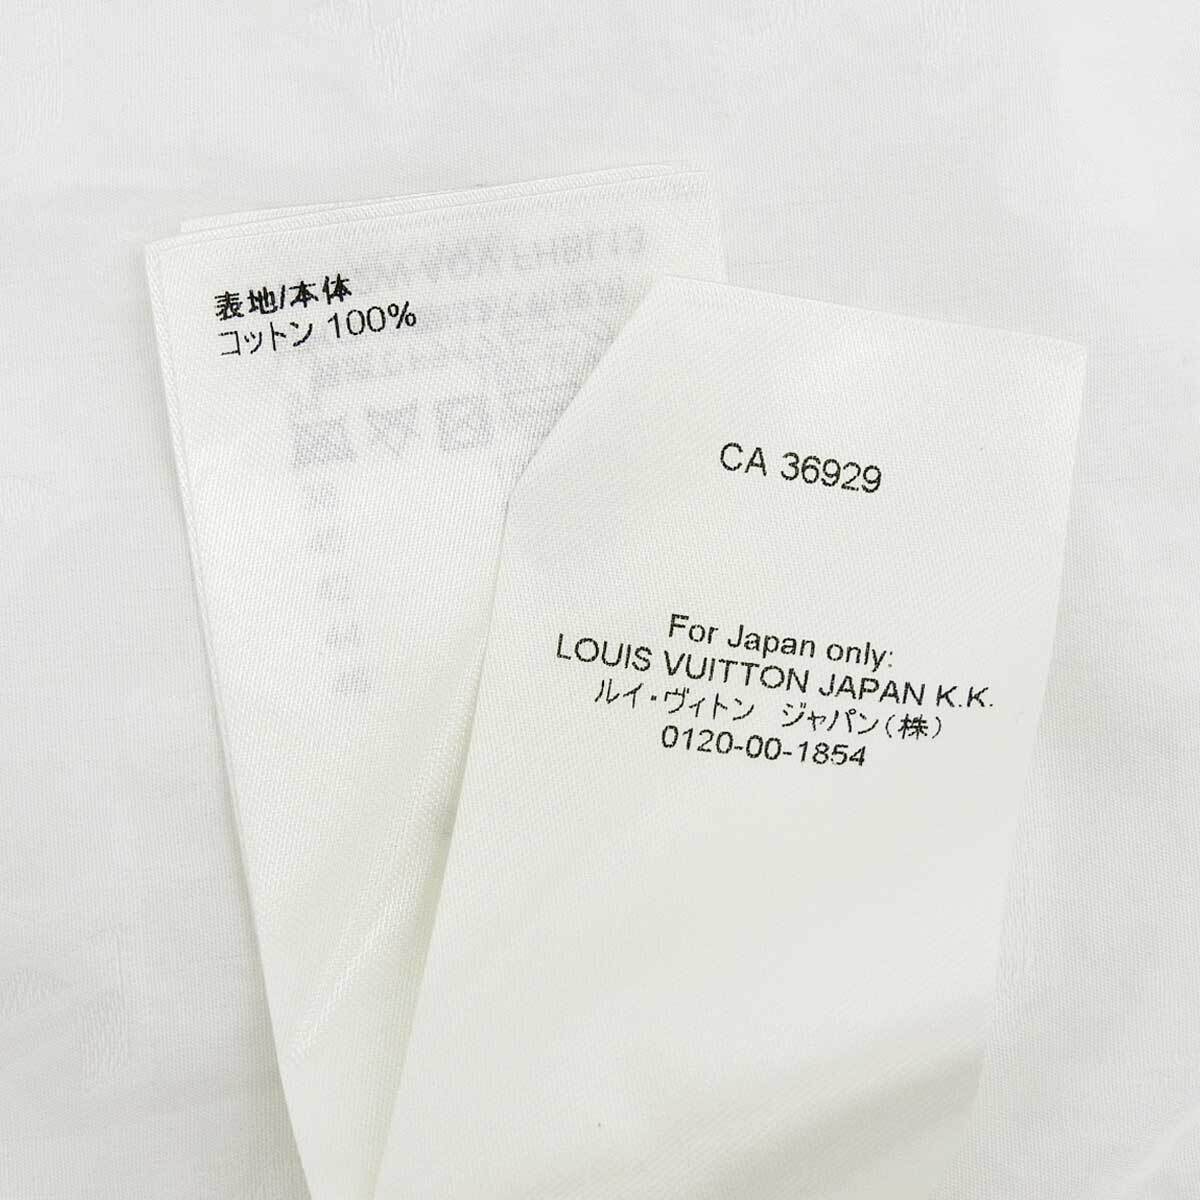 表地/本体
コットン 100%
CA 36929
For Japan only:
LOUIS VUITTON JAPAN K.K.
ルイ・ヴィトン ジャパン(株)
0120-00-1854